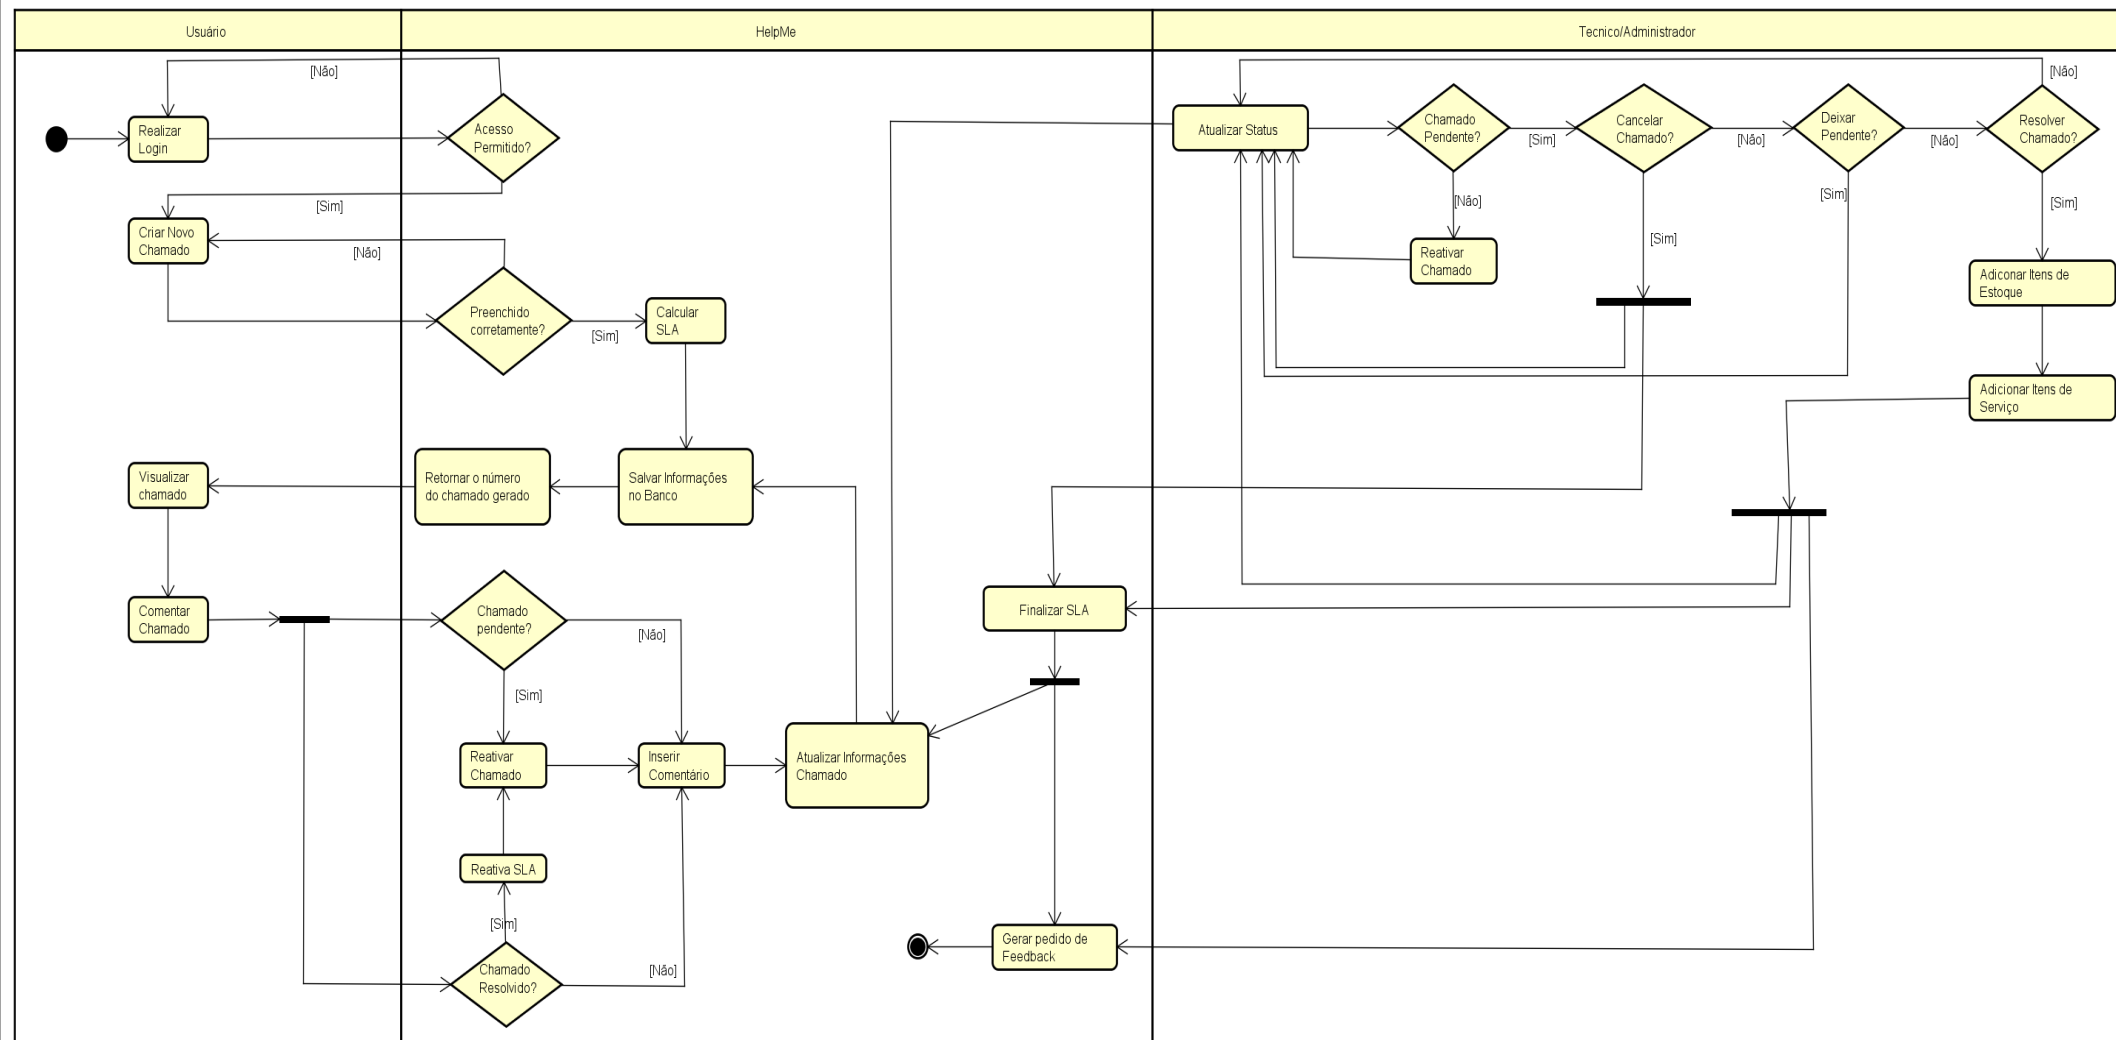 Usuário
HelpMe
Tecnico/Administrador
[Não]
Realizar
Login
Acesso
Permitido?
[Sim]
Criar Novo
Chamado
[Não]
Preenchido
corretamente?
[Sim]
Calcular
SLA
Visualizar
chamado
Retornar o número
do chamado gerado
Salvar Informações
no Banco
Comentar
Chamado
Chamado
pendente?
[Não]
[Sim]
Reativar
Chamado
Inserir
Comentário
Atualizar Informações
Chamado
Reativa SLA
[Sim]
Chamado
Resolvido?
[Não]
Finalizar SLA
Gerar pedido de
Feedback
Atualizar Status
Chamado
Pendente?
[Sim]
Cancelar
Chamado?
[Não]
Deixar
Pendente?
[Não]
Resolver
Chamado?
[Não]
[Não]
Reativar
Chamado
[Sim]
[Sim]
[Sim]
Adiconar Itens de
Estoque
Adicionar Itens de
Serviço